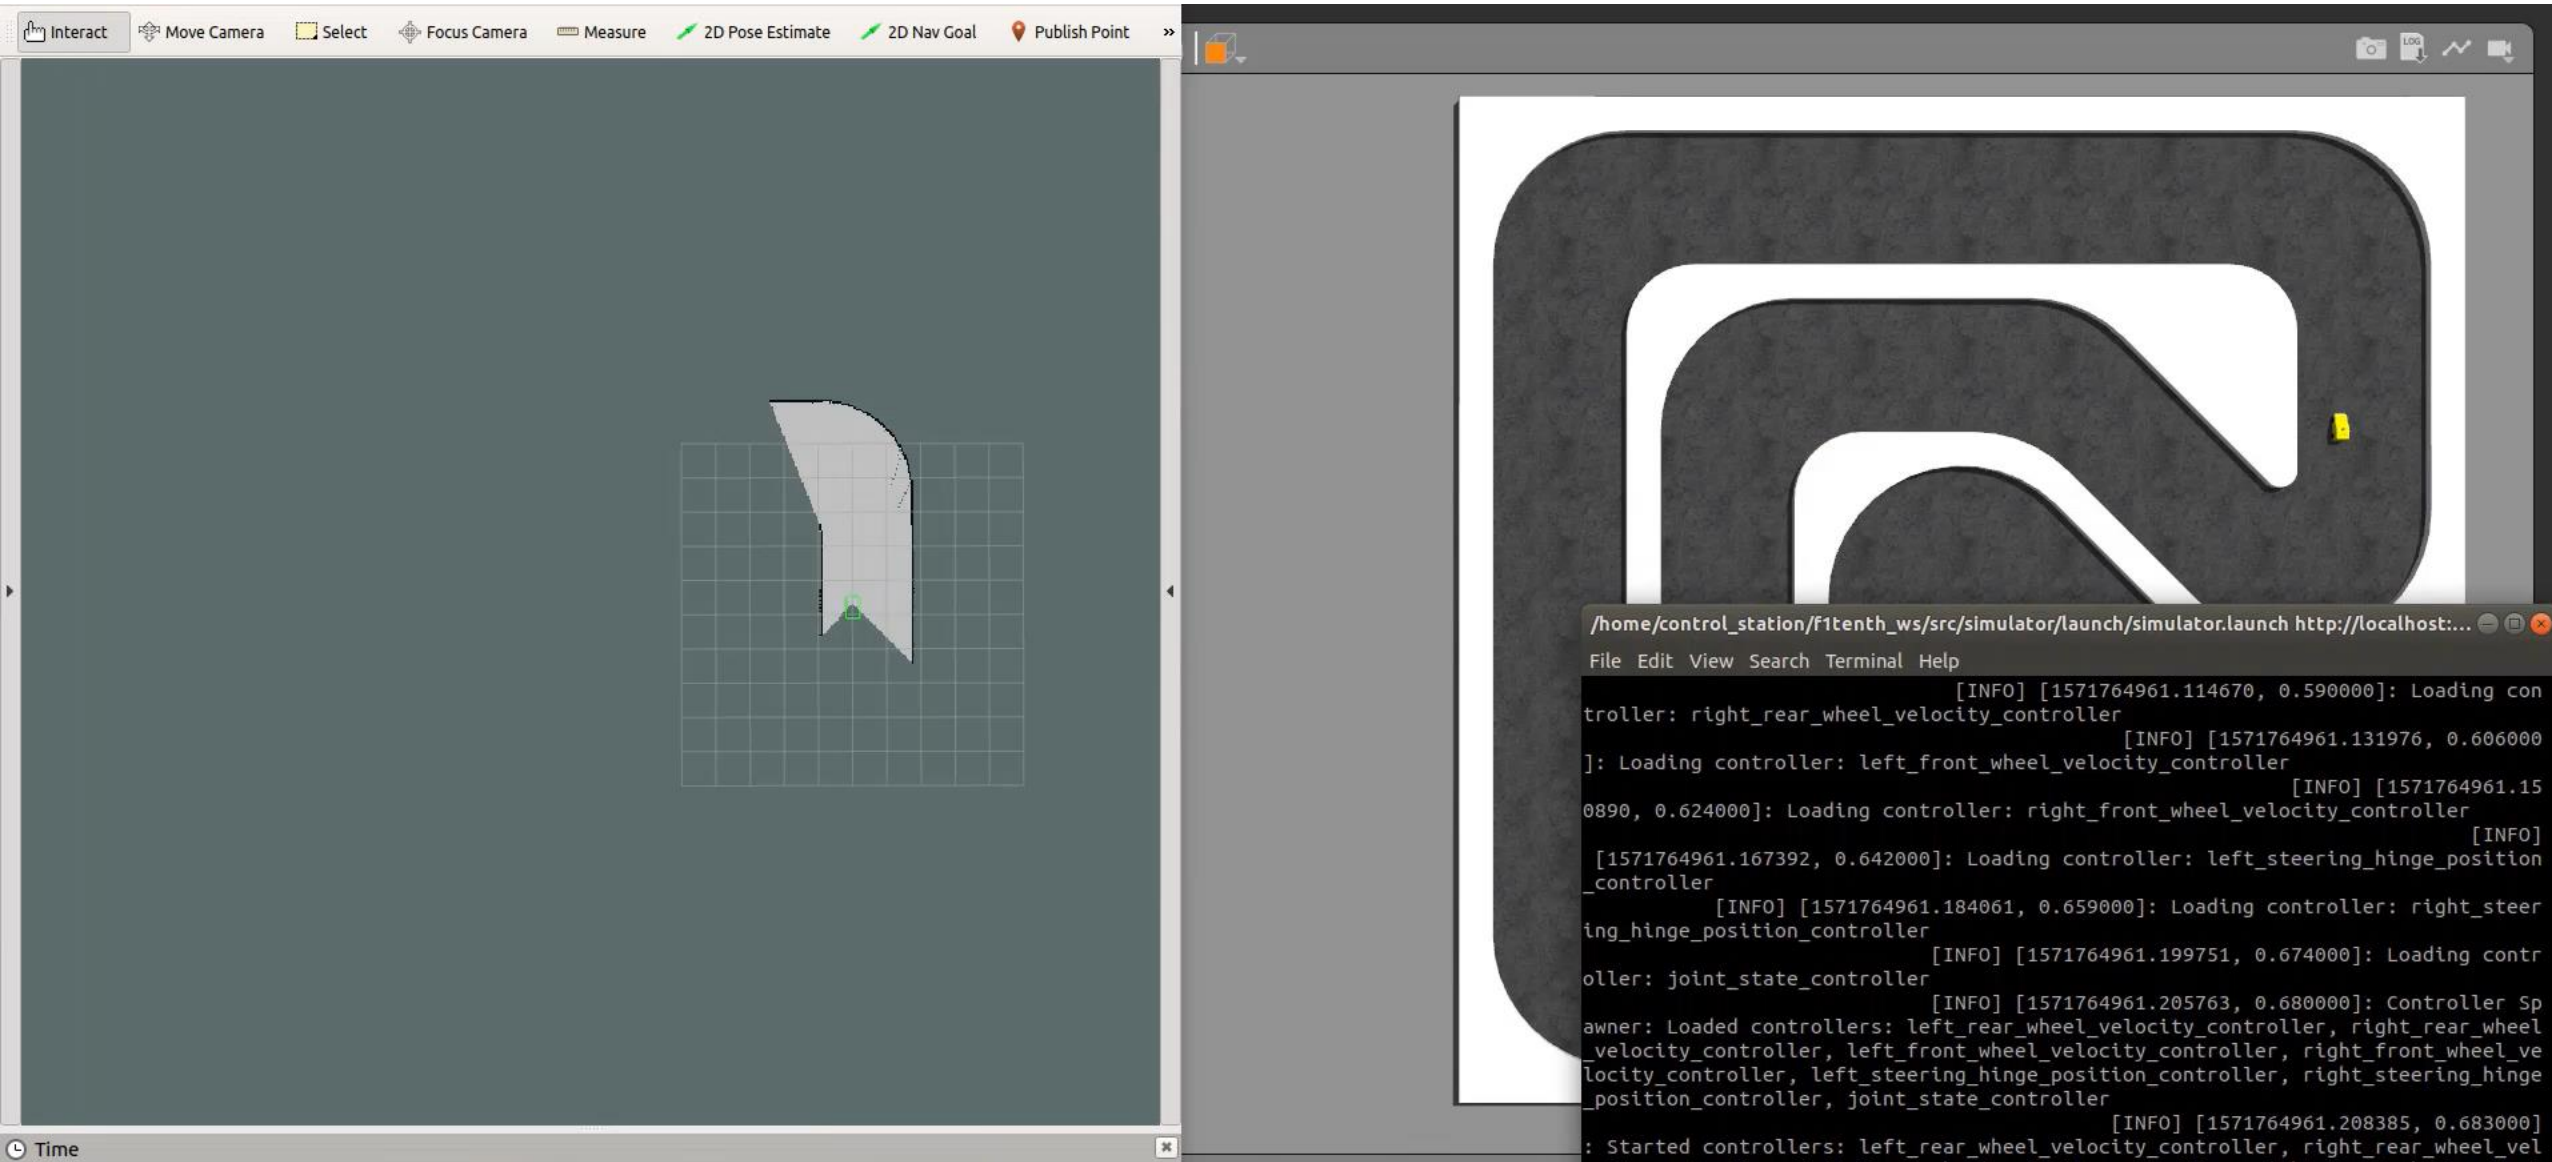 Interact Move Camera Select Focus Camera Measure 2D Pose Estimate 2D Nav Goal Publish Point »
LOG
/home/control_station/f1tenth_ws/src/simulator/launch/simulator.launch http://localhost:...
File Edit View Search Terminal Help
[INFO] [1571764961.114670, 0.590000]: Loading con
troller: right_rear_wheel_velocity_controller
[INFO] [1571764961.131976, 0.606000
]: Loading controller: left_front_wheel_velocity_controller
[INFO] [1571764961.15
0890, 0.624000]: Loading controller: right_front_wheel_velocity_controller
[INFO]
[1571764961.167392, 0.642000]: Loading controller: left_steering_hinge_position
_controller
[INFO] [1571764961.184061, 0.659000]: Loading controller: right_steer
ing_hinge_position_controller
[INFO] [1571764961.199751, 0.674000]: Loading contr
oller: joint_state_controller
[INFO] [1571764961.205763, 0.680000]: Controller Sp
awner: Loaded controllers: left_rear_wheel_velocity_controller, right_rear_wheel
_velocity_controller, left_front_wheel_velocity_controller, right_front_wheel_ve
locity_controller, left_steering_hinge_position_controller, right_steering_hinge
_position_controller, joint_state_controller
[INFO] [1571764961.208385, 0.683000]
: Started controllers: left_rear_wheel_velocity_controller, right_rear_wheel_vel
Time